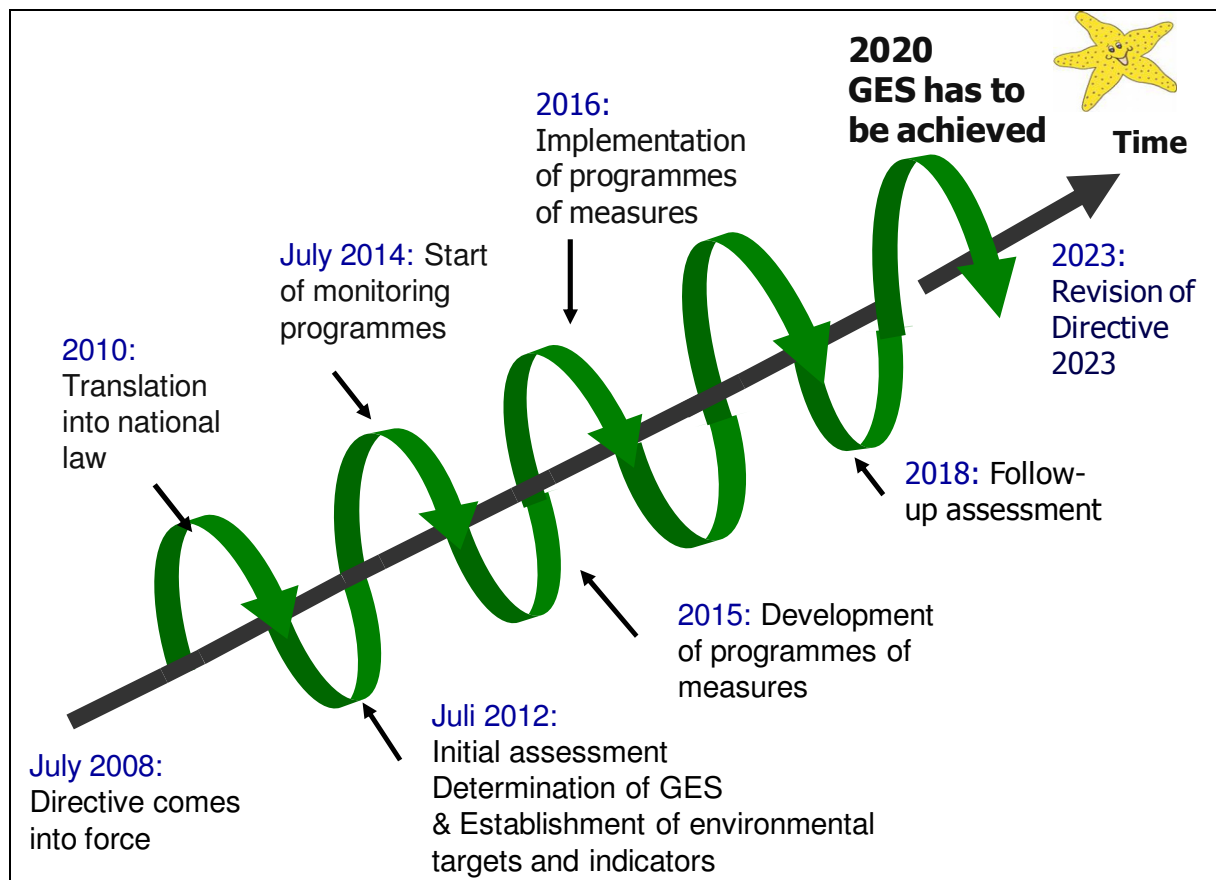 July 2008:
Directive comes
into force
2010:
Translation
into national
law
Juli 2012:
Initial assessment
Determination of GES
& Establishment of environmental
targets and indicators
July 2014: Start
of monitoring
programmes
2015: Development
of programmes of
measures
2016:
Implementation
of programmes
of measures
2018: Follow-
up assessment
2020
GES has to
be achieved
Time
2023:
Revision of
Directive
2023